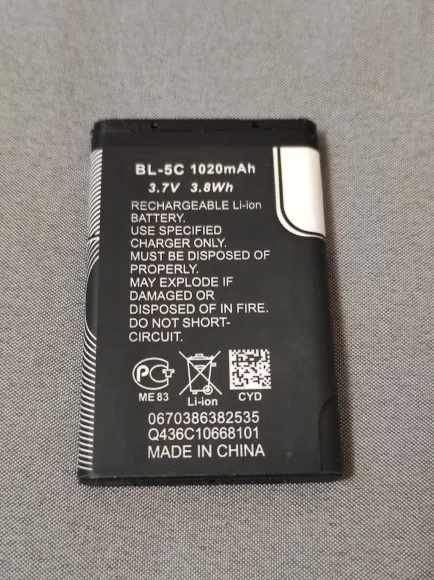 BL-5C 1020mAh
3.7V 3.8Wh
RECHARGEABLE Li-ion
BATTERY.
USE SPECIFIED
CHARGER ONLY.
MUST BE DISPOSED OF
PROPERLY.
MAY EXPLODE IF
DAMAGED OR
DISPOSED OF IN FIRE.
DO NOT SHORT-
CIRCUIT.
ME 83 Li-ion CYD
0670386382535
Q436C10668101
MADE IN CHINA